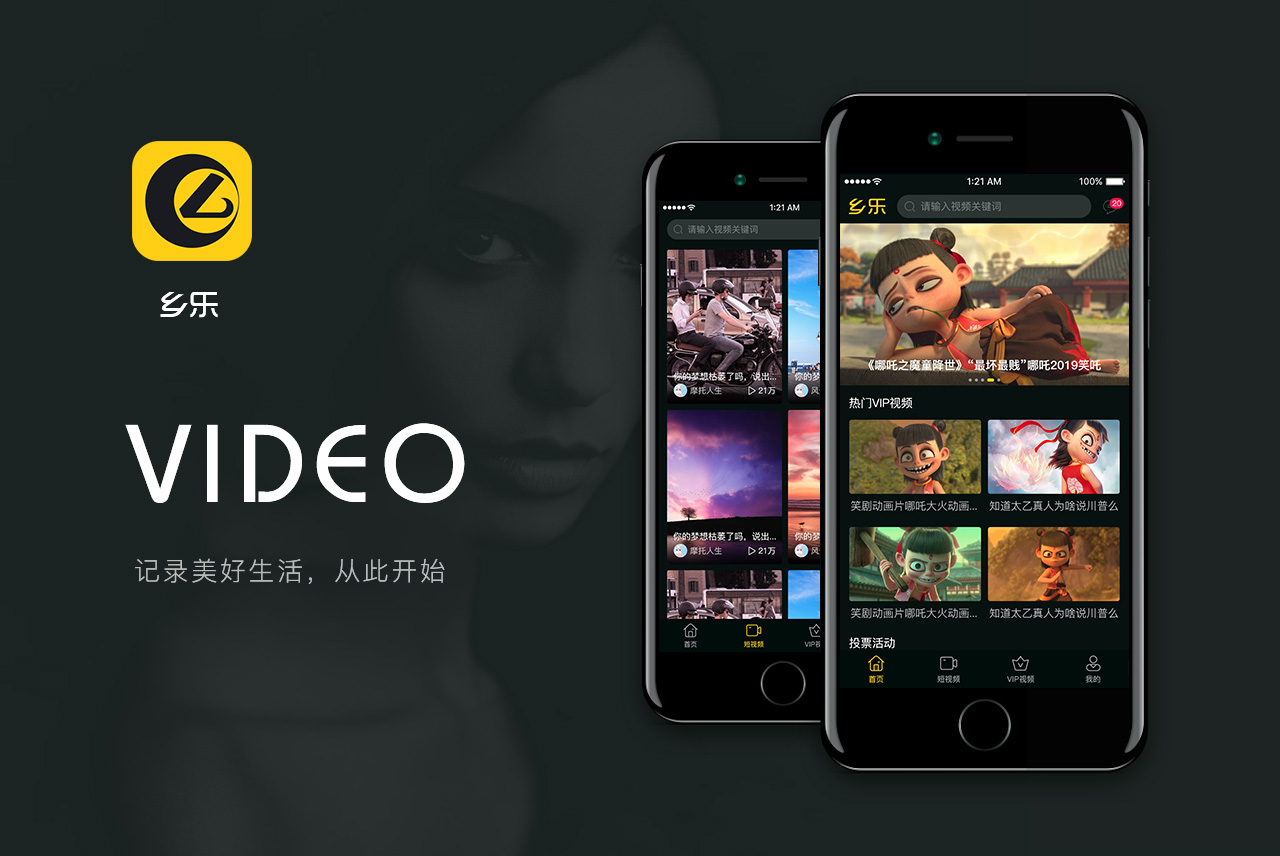 乡乐
VIDEO
记录美好生活，从此开始
1:21 AM
请输入视频关键词
你的梦想枯萎了吗，说出...
摩托人生
21万
你的梦
风
你的梦想枯萎了吗，说出...
摩托人生
21万
你的梦
风
首页
短视频
VIP视
1:21 AM
100%
乡乐
请输入视频关键词
20
《哪吒之魔童降世》“最坏最贱”哪吒2019笑吒
热门VIP视频
笑剧动画片哪吒大火动画...
知道太乙真人为啥说川普么
笑剧动画片哪吒大火动画...
知道太乙真人为啥说川普么
投票活动
首页
短视频
VIP视频
我的